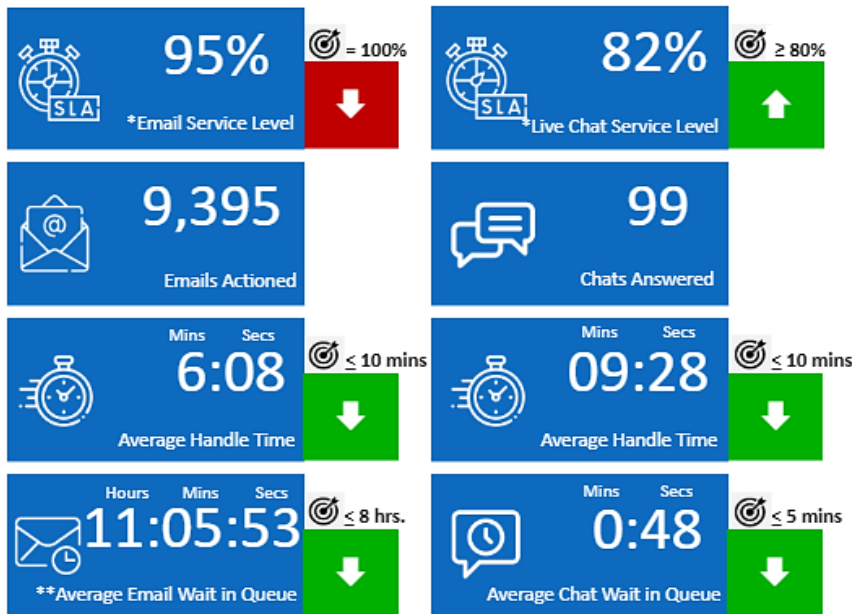 95%
= 100%
SLA
*Email Service Level
82%
≥ 80%
SLA
*Live Chat Service Level
9,395
@
Emails Actioned
99
Chats Answered
Mins Secs
6:08
≤ 10 mins
Average Handle Time
Mins Secs
09:28
≤ 10 mins
Average Handle Time
Hours Mins Secs
11:05:53
≤ 8 hrs.
**Average Email Wait in Queue
Mins Secs
0:48
≤ 5 mins
Average Chat Wait in Queue